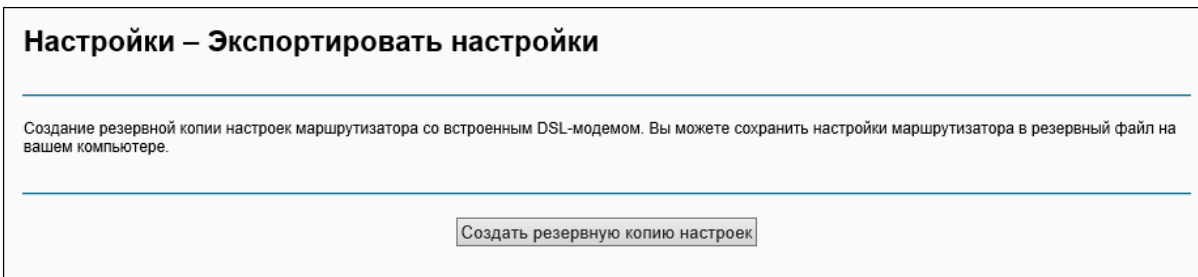 Настройки – Экспортировать настройки
Создание резервной копии настроек маршрутизатора со встроенным DSL-модемом. Вы можете сохранить настройки маршрутизатора в резервный файл на
вашем компьютере.
Создать резервную копию настроек